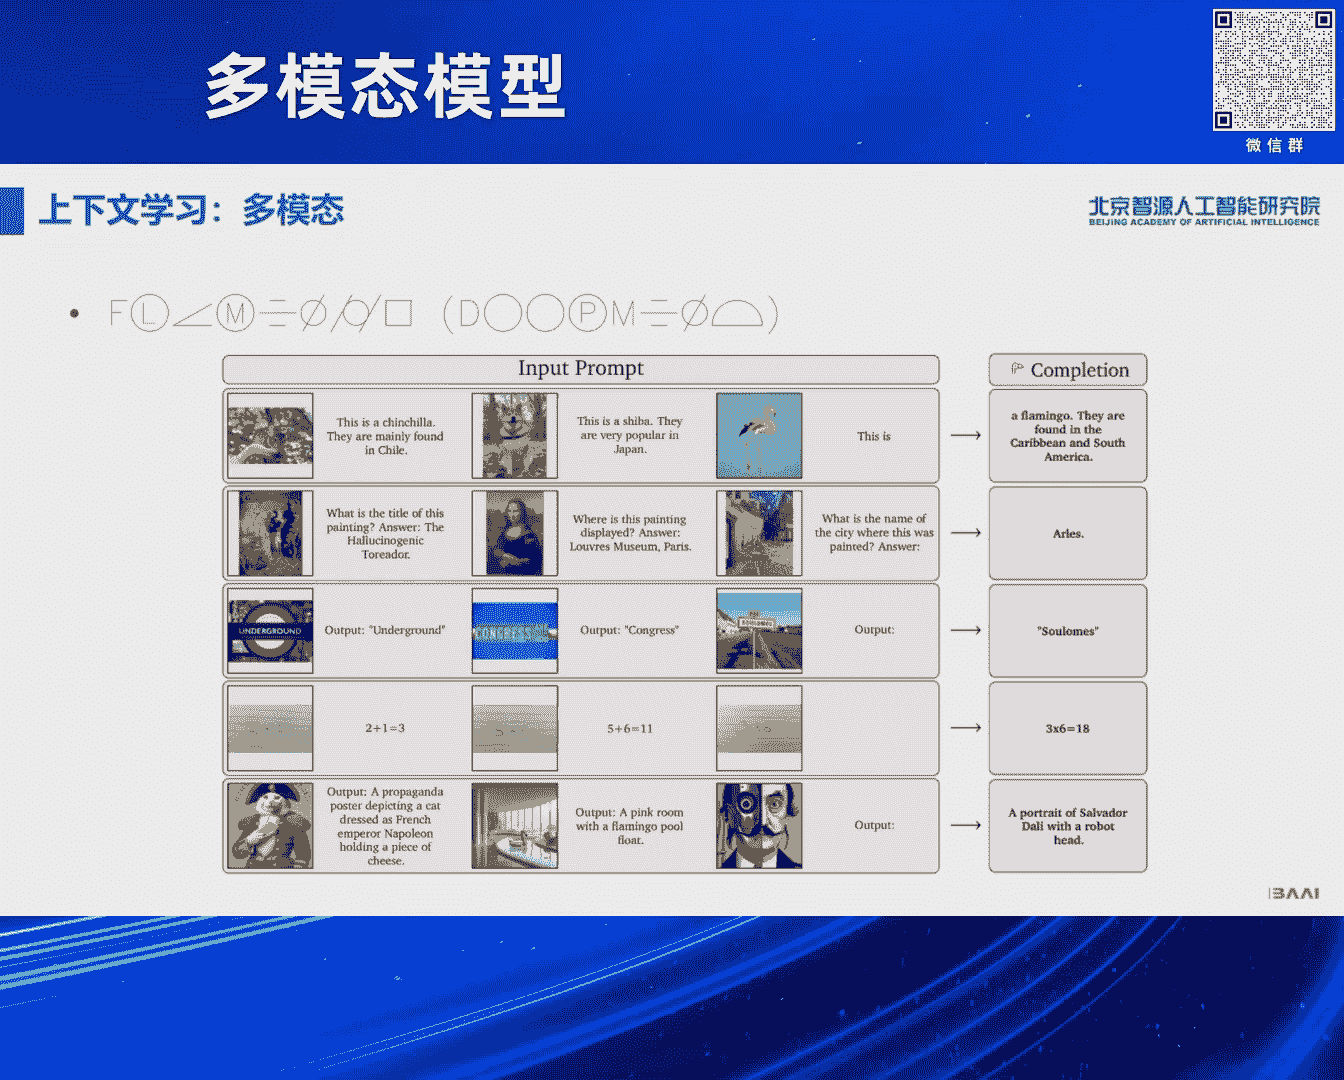 多模态模型
微信群
上下文学习：多模态
北京智源人工智能研究院
BEIJING ACADEMY OF ARTIFICIAL INTELLIGENCE
Input Prompt
Completion
This is a chinchilla.
They are mainly found
in Chile.
This is a shiba. They
are very popular in
Japan.
This is
a flamingo. They are
found in the
Caribbean and South
America.
What is the title of this
painting? Answer: The
Hallucinogenic
Toreador.
Where is this painting
displayed? Answer:
Louvres Museum, Paris.
What is the name of
the city where this was
painted? Answer:
Arles.
UNDERGROUND
Output: "Underground"
CONGRESS
Output: "Congress"
SOULOMES
Output:
"Soulomes"
2+1=3
5+6=11
3x6=18
Output: A propaganda
poster depicting a cat
dressed as French
emperor Napoleon
holding a piece of
cheese.
Output: A pink room
with a flamingo pool
float.
Output:
A portrait of Salvador
Dali with a robot
head.
BAAI